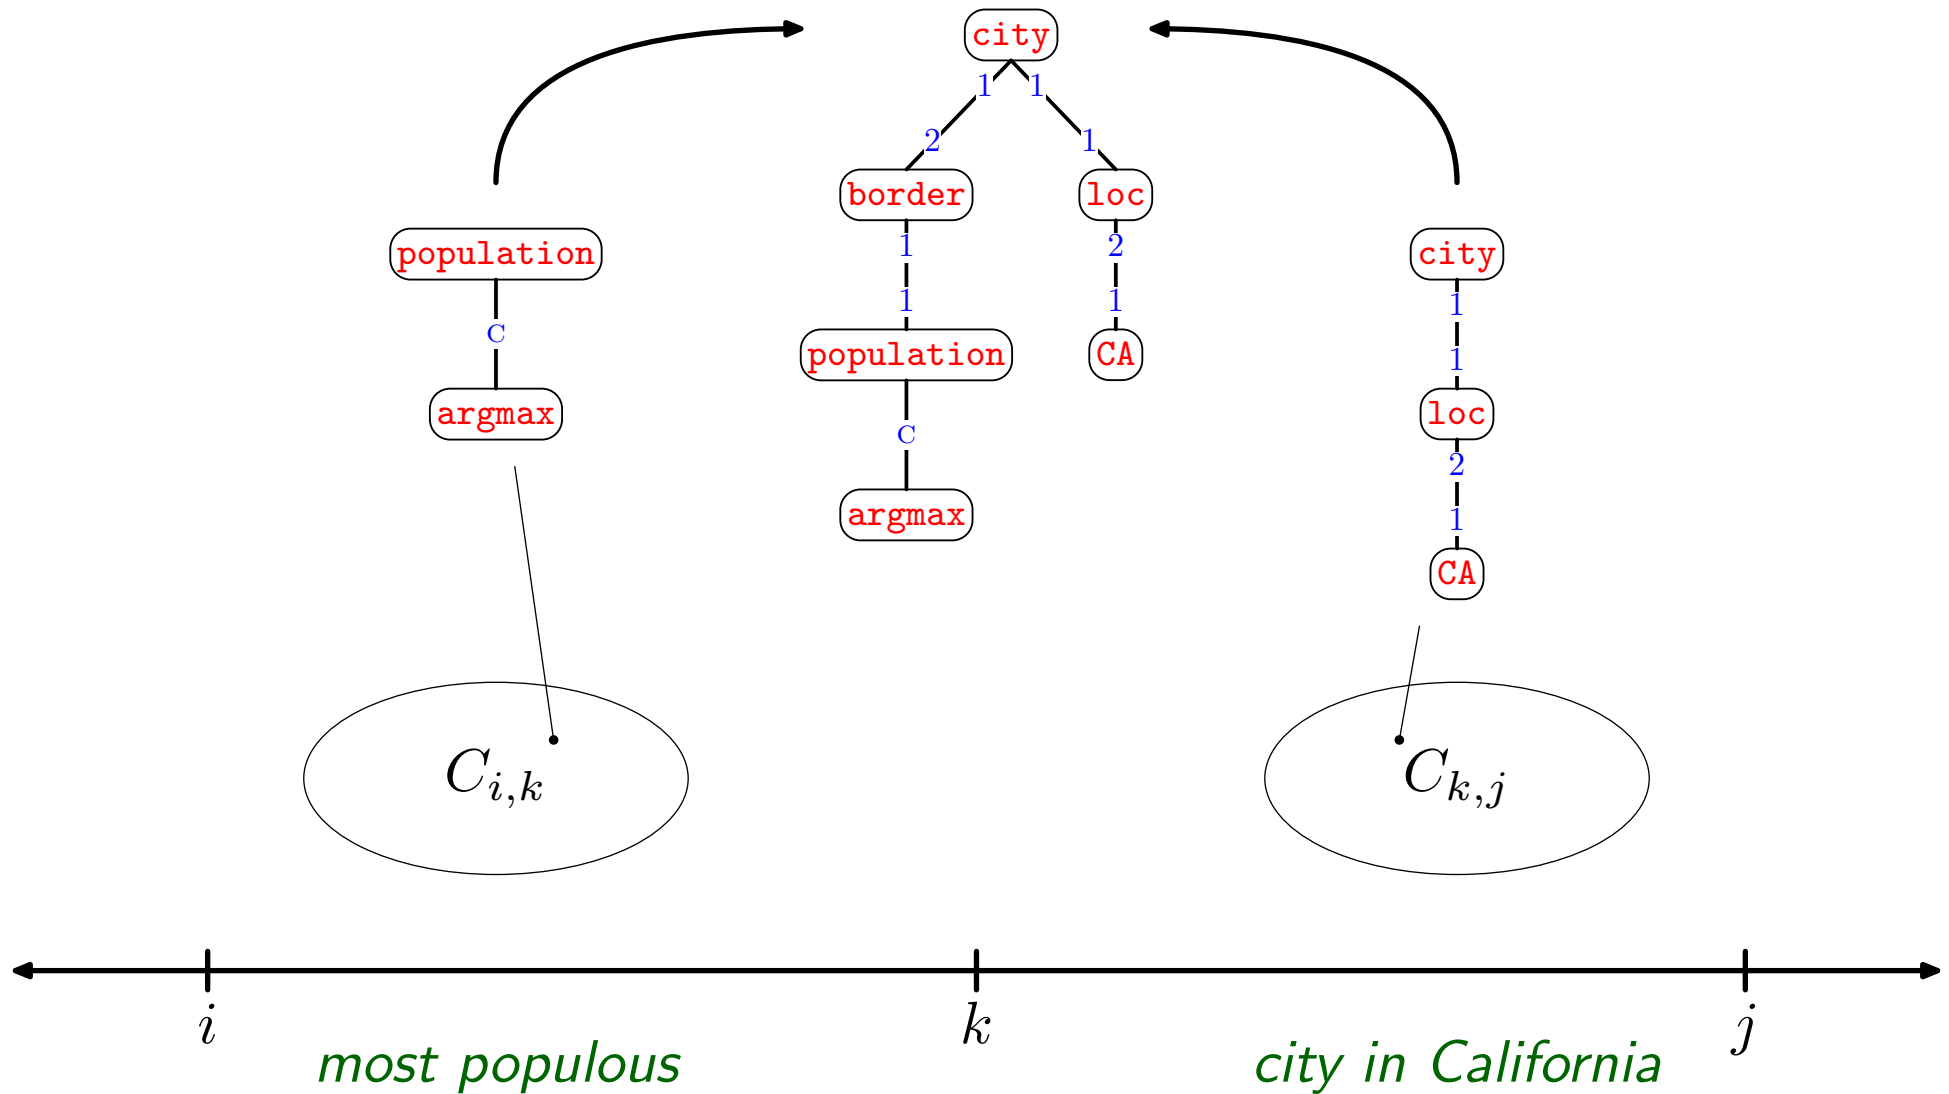 city
1 1
2 1
border loc
population city
1 2
1
c
1 1
population CA
1
argmax loc
c
2
argmax
1
CA
C_{i,k} C_{k,j}
i k j
most populous city in California